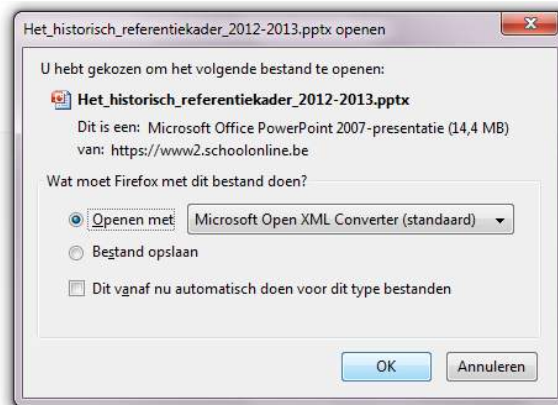 Het_historisch_referentiekader_2012-2013.pptx openen
U hebt gekozen om het volgende bestand te openen:
Het_historisch_referentiekader_2012-2013.pptx
Dit is een: Microsoft Office PowerPoint 2007-presentatie (14,4 MB)
van: https://www2.schoolonline.be
Wat moet Firefox met dit bestand doen?
Openen met Microsoft Open XML Converter (standaard)
Bestand opslaan
Dit vanaf nu automatisch doen voor dit type bestanden
OK Annuleren